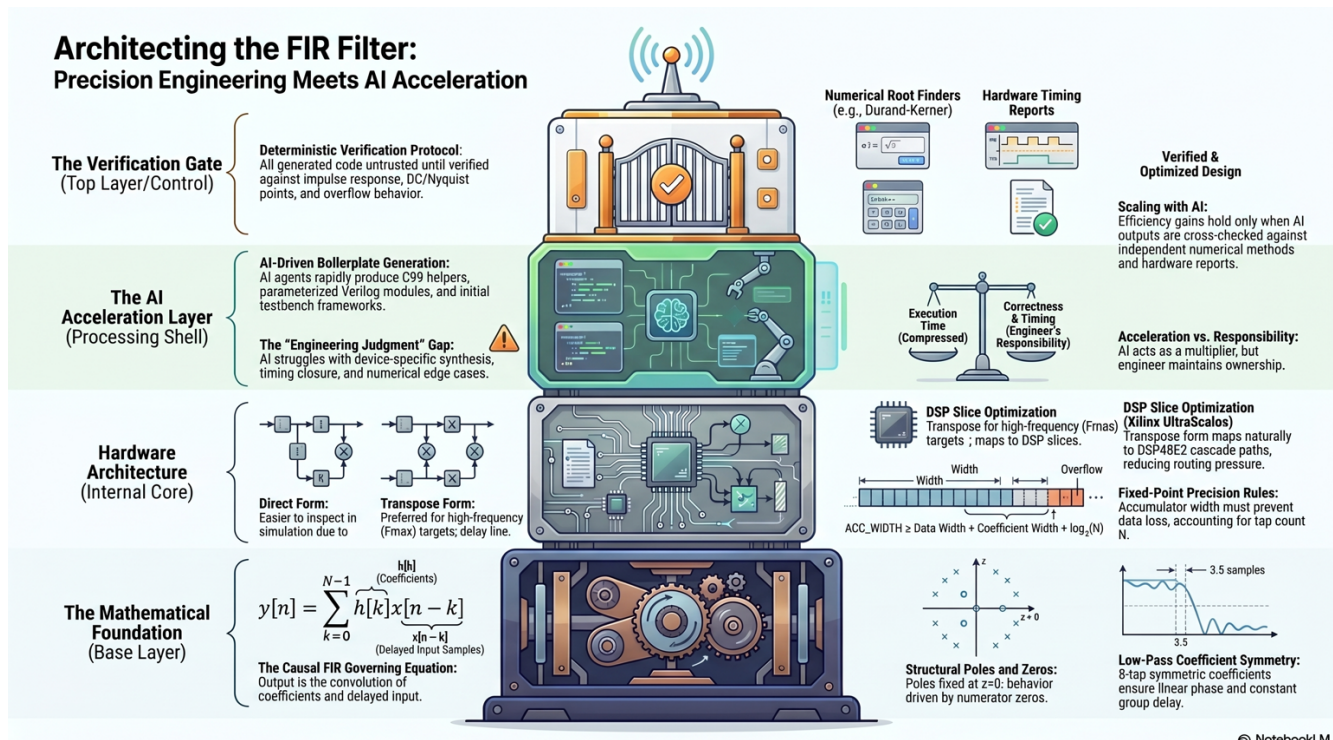 Architecting the FIR Filter:
Precision Engineering Meets AI Acceleration
The Verification Gate
(Top Layer/Control)
Deterministic Verification Protocol:
All generated code untrusted until verified
against impulse response, DC/Nyquist
points, and overflow behavior.
Numerical Root Finders
(e.g., Durand-Kerner)
Hardware Timing
Reports
Verified &
Optimized Design
Scaling with AI:
Efficiency gains hold only when AI
outputs are cross-checked against
independent numerical methods
and hardware reports.
The AI
Acceleration Layer
(Processing Shell)
AI-Driven Bollerplate Generation:
AI agents rapidly produce C99 helpers,
parameterized Verilog modules, and initial
testbench frameworks.
The “Engineering Judgment” Gap:
AI struggles with device-specific synthesis,
timing closure, and numerical edge cases.
Execution
Time
(Compressed)
Correctness
& Timing
(Engineer's
Responsibility)
Acceleration vs. Responsibility:
AI acts as a multiplier, but
engineer maintains ownership.
Hardware
Architecture
(Internal Core)
Direct Form:
Easier to inspect in
simulation due to
Transpose Form:
Preferred for high-frequency
(Fmax) targets; delay line.
DSP Slice Optimization
Transpose for high-frequency (Frnas)
targets ; maps to DSP slices.
Width
Width
Overflow
ACC_WIDTH ≥ Data Width + Coefficient Width + log₂(N)
DSP Slice Optimization
(Xilinx UltraScalos)
Transpose form maps naturally
to DSP48E2 cascade paths,
reducing routing pressure.
Fixed-Point Precision Rules:
Accumulator width must prevent
data loss, accounting for tap count
N.
The Mathematical
Foundation
(Base Layer)
h[h]
(Coefficients)
y[n] = ∑ N−1 k=0 h[k]x[n − k]
x[n−k]
(Delayed Input Samples)
The Causal FIR Governing Equation:
Output is the convolution of
coefficients and delayed input.
z
z+0
Structural Poles and Zeros:
Poles fixed at z=0: behavior
driven by numerator zeros.
3.5 samples
3.5
Low-Pass Coefficient Symmetry:
8-tap symmetric coefficients
ensure llnear phase and constant
group delay.
NotebookLM